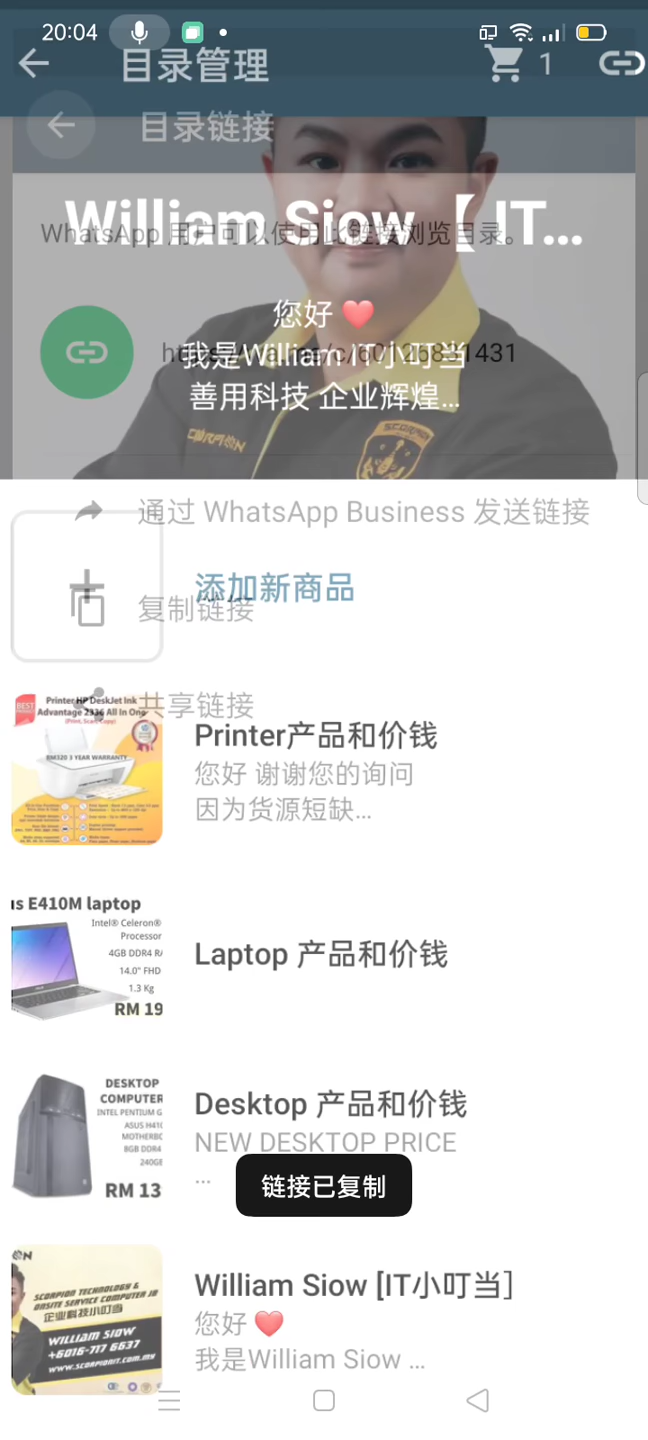 20:04
目录管理
1
目录链接
William Siow【IT...
WhatsApp 用户可以使用此链接浏览目录。
您好 ❤️
我是William IT小叮当
善用科技 企业辉煌...
SCORPION
通过 WhatsApp Business 发送链接
添加新商品
复制链接
共享链接
Printer HP DeskJet Ink
Advantage 2336 All In One
(Print, Scan, Copy)
BEST
RM320 3 YEAR WARRANTY
Printer产品和价钱
您好 谢谢您的询问
因为货源短缺...
us E410M laptop
Intel® Celeron®
Processor
4GB DDR4 RA
14.0" FHD
1.3 Kg
RM 19
Laptop 产品和价钱
DESKTOP
COMPUTER
INTEL PENTIUM G
ASUS H410
MOTHERBO
8GB DDR4
240GB
RM 13
Desktop 产品和价钱
NEW DESKTOP PRICE
...
链接已复制
SCORPION TECHNOLOGY &
ONSITE SERVICE COMPUTER JB
企业科技小叮当
WILLIAM SIOW
+6016-717 6637
WWW.SCORPIONIT.COM.MY
William Siow [IT小叮当]
您好 ❤️
我是William Siow ...